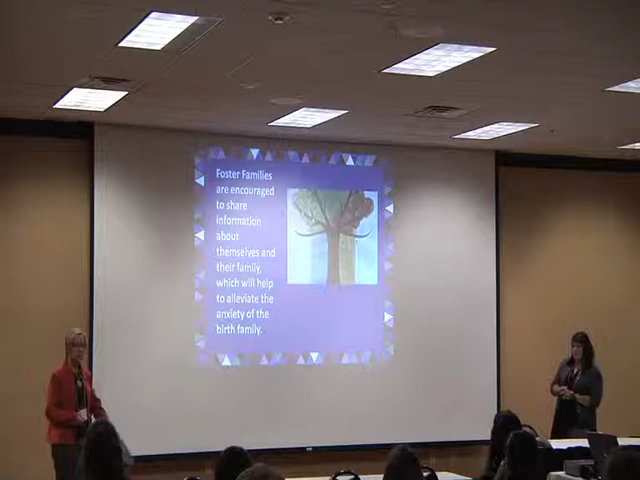 Foster Families
are encouraged
to share
information
about
themselves and
their family,
which will help
to alleviate the
anxiety of the
birth family.